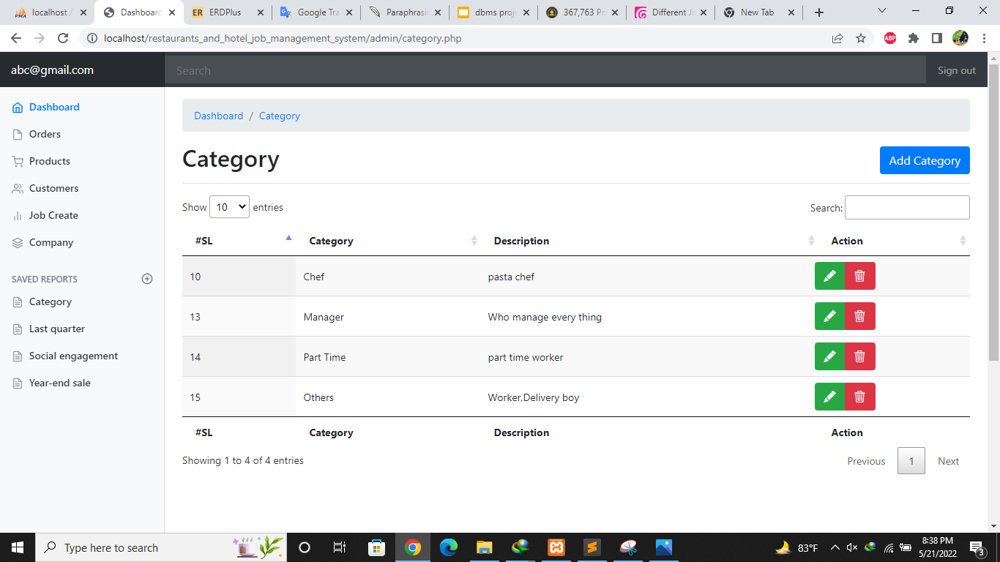 localhost / Dashboard ERDPlus Google Tra Paraphrasi dbms proj 367,763 Pr Different J New Tab
localhost/restaurants_and_hotel_job_management_system/admin/category.php
abc@gmail.com Search Sign out
Dashboard
Orders
Products
Customers
Job Create
Company
SAVED REPORTS
Category
Last quarter
Social engagement
Year-end sale
Dashboard / Category
Category Add Category
Show 10 entries Search:
#SL Category Description Action
10 Chef pasta chef
13 Manager Who manage every thing
14 Part Time part time worker
15 Others Worker,Delivery boy
#SL Category Description Action
Showing 1 to 4 of 4 entries Previous 1 Next
Type here to search 83°F 8:38 PM
5/21/2022 3